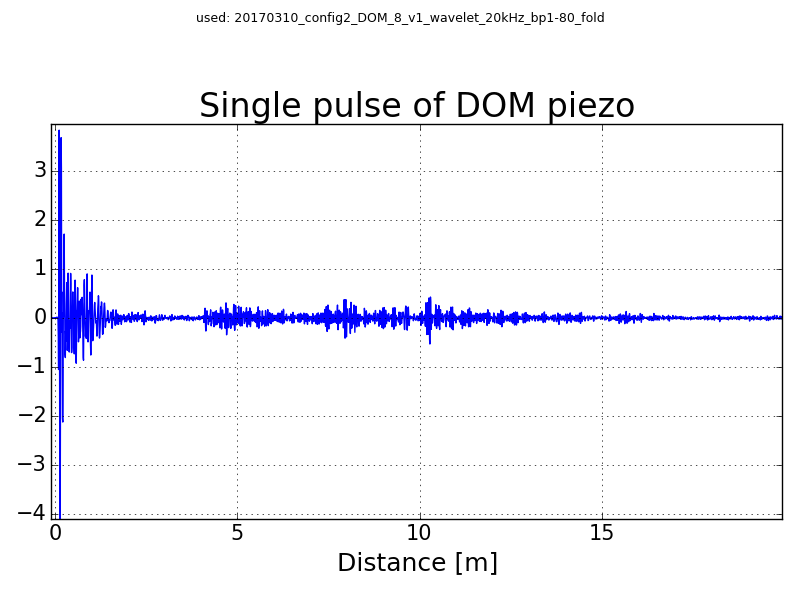 used: 20170310_config2_DOM_8_v1_wavelet_20kHz_bp1-80_fold
Single pulse of DOM piezo
3
2
1
0
−1
−2
−3
−4
0 5 10 15
Distance [m]